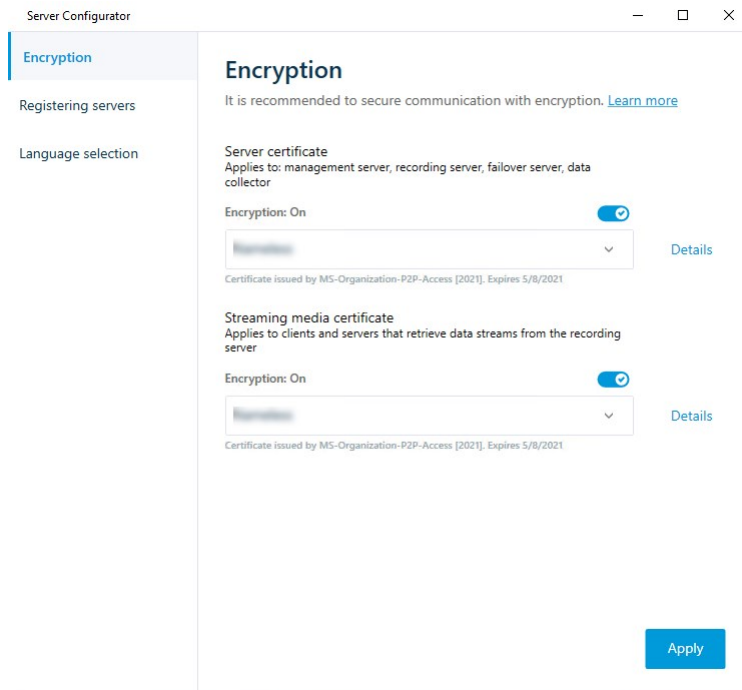 Server Configurator
Encryption
Registering servers
Language selection
Encryption
It is recommended to secure communication with encryption. Learn more
Server certificate
Applies to: management server, recording server, failover server, data
collector
Encryption: On
Details
Certificate issued by MS-Organization-P2P-Access [2021]. Expires 5/8/2021
Streaming media certificate
Applies to clients and servers that retrieve data streams from the recording
server
Encryption: On
Details
Certificate issued by MS-Organization-P2P-Access [2021]. Expires 5/8/2021
Apply